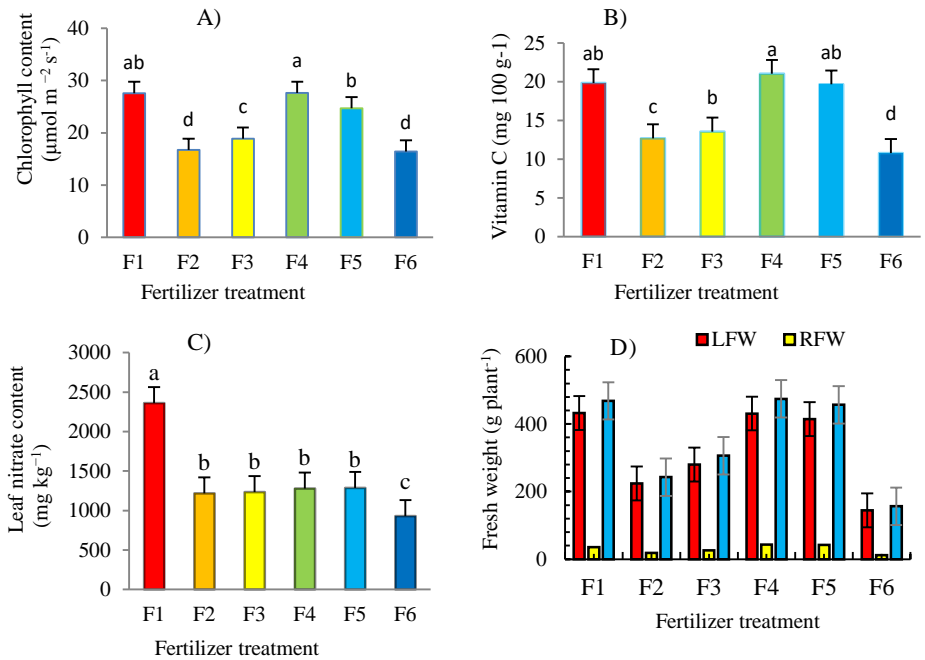 A)
Chlorophyll content
(µmol m ⁻² s⁻¹)
40
30
20
10
0
ab
d
c
a
b
d
F1 F2 F3 F4 F5 F6
Fertilizer treatment
B)
Vitamin C (mg 100 g-1)
25
20
15
10
5
0
ab
c
b
a
ab
d
F1 F2 F3 F4 F5 F6
Fertilizer treatment
C)
Leaf nitrate content
(mg kg⁻¹)
3000
2500
2000
1500
1000
500
0
a
b
b
b
b
c
F1 F2 F3 F4 F5 F6
Fertilizer treatment
D)
LFW RFW
Fresh weight (g plant⁻¹)
600
400
200
0
F1 F2 F3 F4 F5 F6
Fertilizer treatment